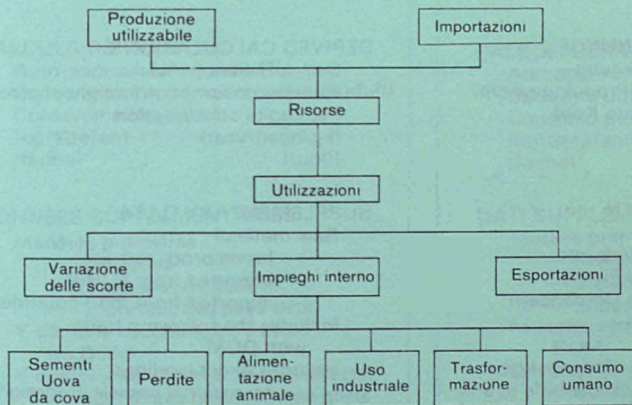 Produzione
utilizzabile
Importazioni
Risorse
Utilizzazioni
Variazione
delle scorte
Impieghi interno
Esportazioni
Sementi
Uova
da cova
Perdite
Alimen-
tazione
animale
Uso
industriale
Trasfor-
mazione
Consumo
umano